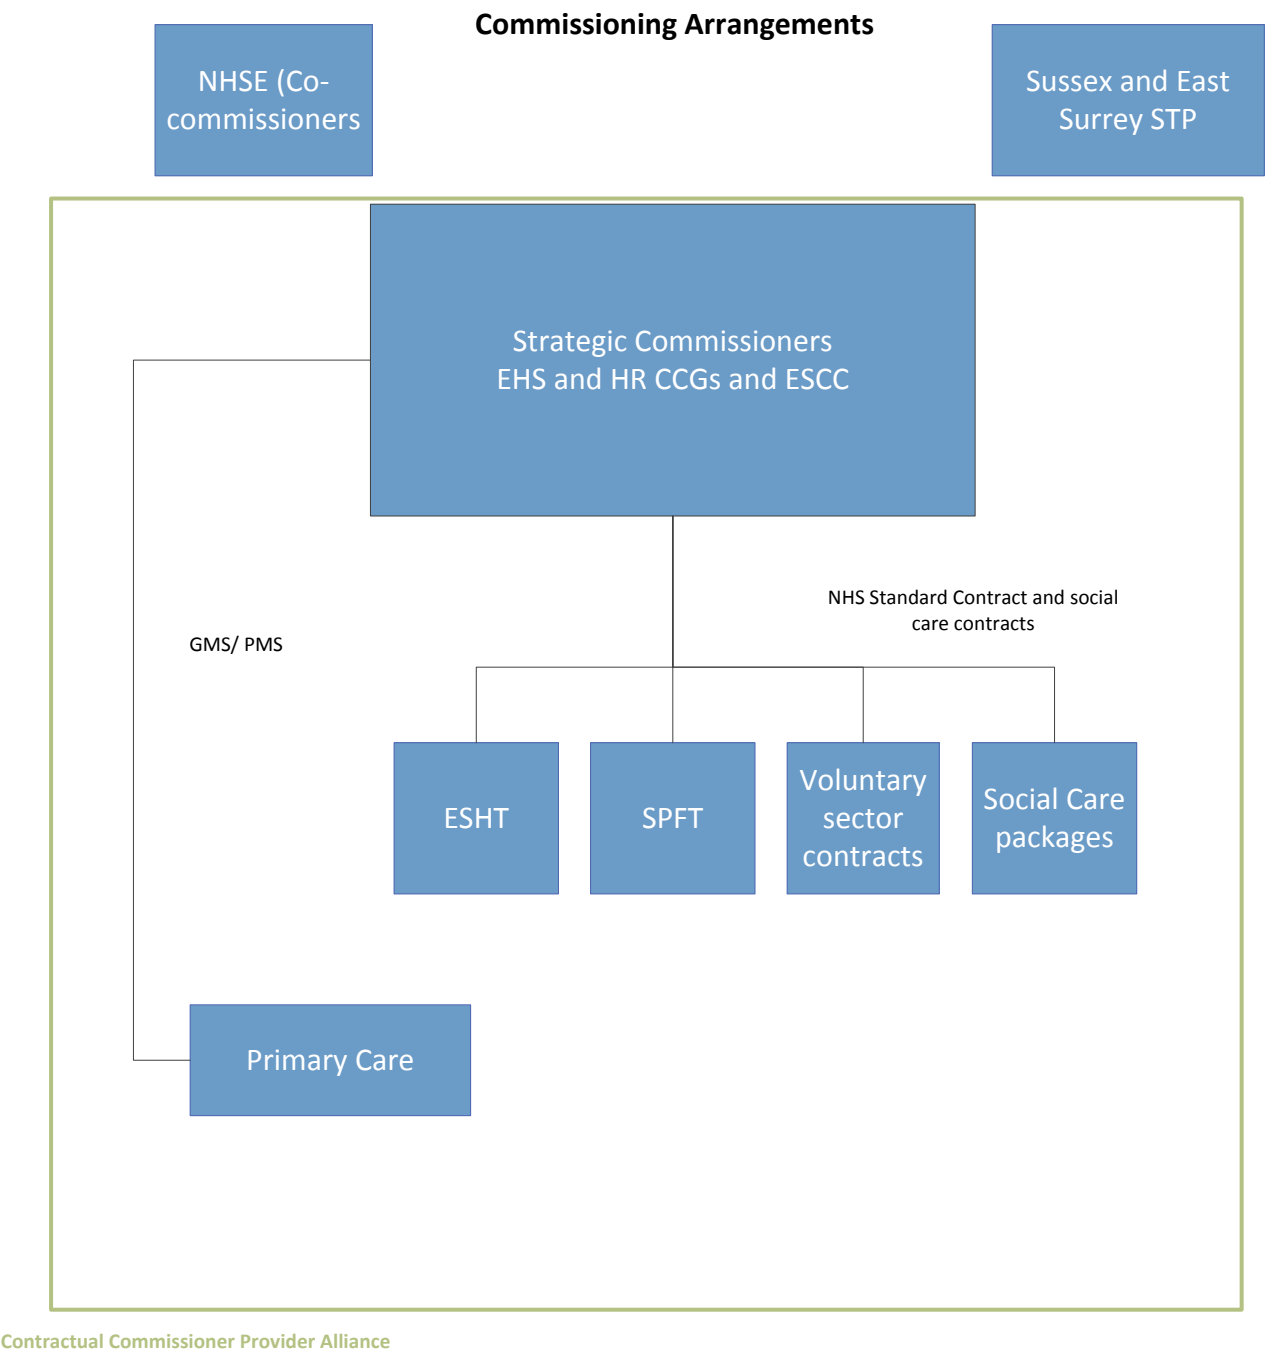 Commissioning Arrangements
NHSE (Co-
commissioners
Sussex and East
Surrey STP
Strategic Commissioners
EHS and HR CCGs and ESCC
NHS Standard Contract and social
care contracts
GMS/ PMS
ESHT
SPFT
Voluntary
sector
contracts
Social Care
packages
Primary Care
Contractual Commissioner Provider Alliance